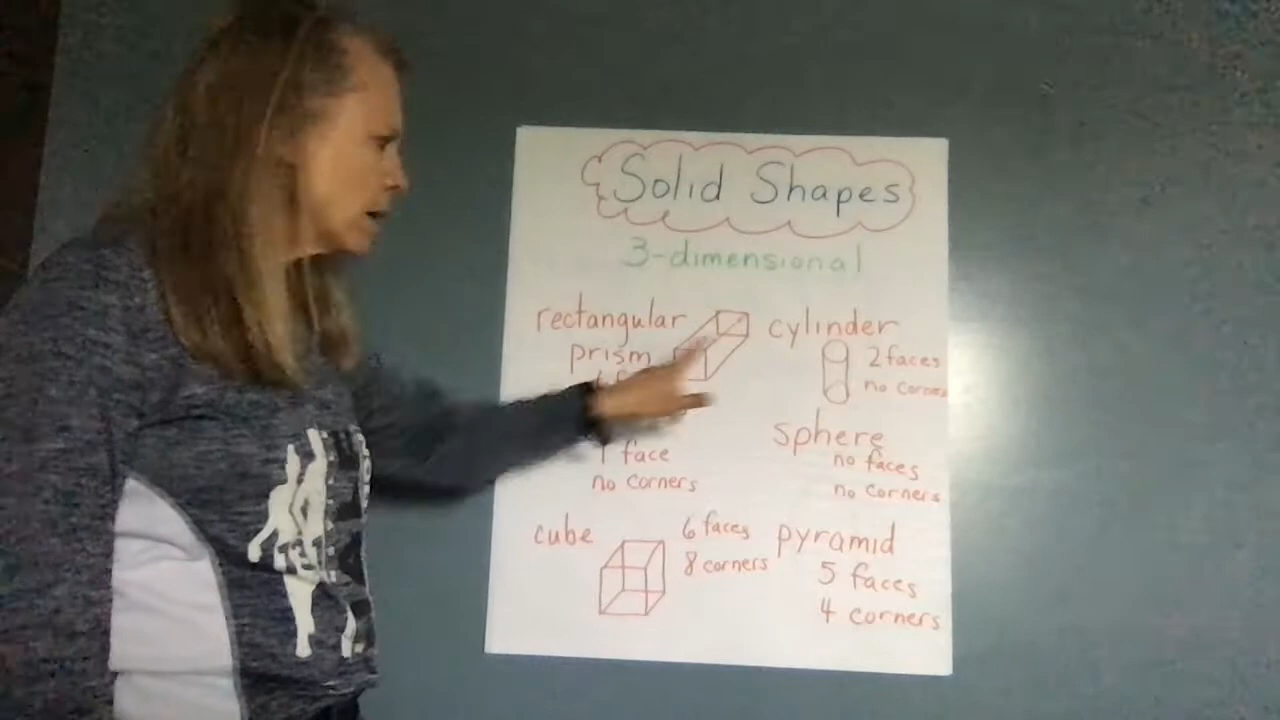 Solid Shapes
3-dimensional
rectangular
prism
1 face
no corners
cube
6 faces
8 corners
cylinder
2 faces
no corners
sphere
no faces
no corners
pyramid
5 faces
4 corners